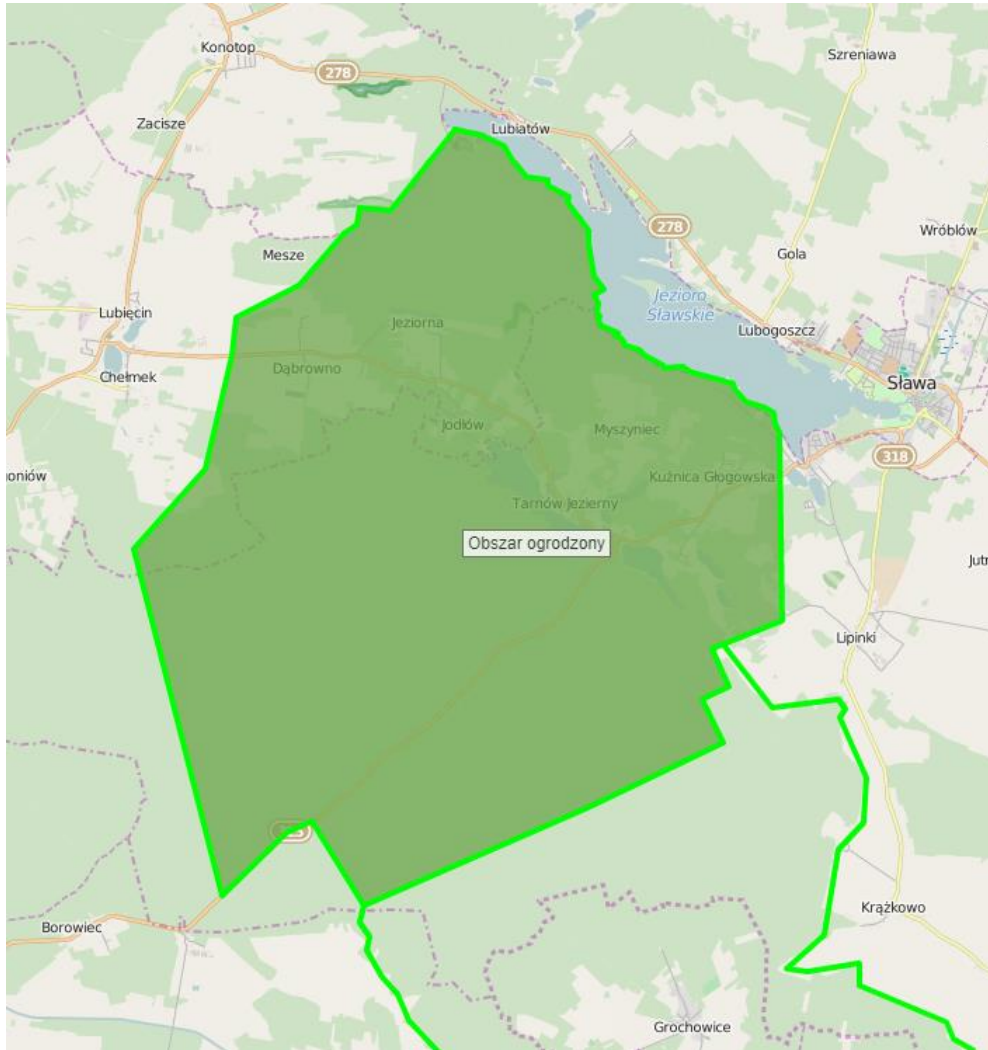 Konotop
Szreniawa
278
Zacisze
Lubiatów
278
Wróblów
Mesze
Gola
Jezioro
Sławskie
Lubięcin
Jeziorna
Lubogoszcz
Dąbrowno
Chełmek
Sława
Jodłów
Myszyniec
318
oniów
Kuźnica Głogowska
Tarnów Jezierny
Obszar ogrodzony
Jutr
Lipinki
Krążkowo
Borowiec
Grochowice